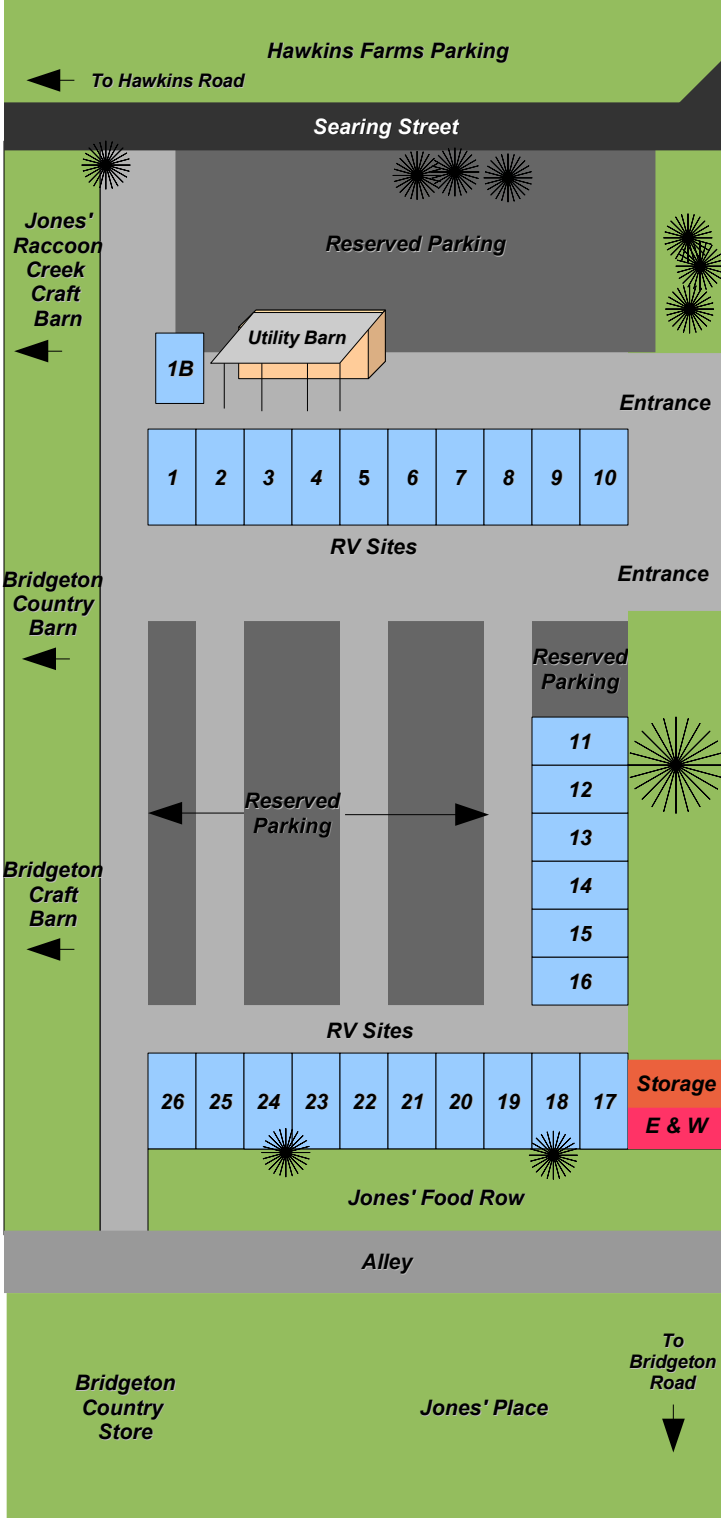 Hawkins Farms Parking
To Hawkins Road
Searing Street
Jones'
Raccoon
Creek
Craft
Barn
Reserved Parking
Utility Barn
1B
Entrance
1 2 3 4 5 6 7 8 9 10
RV Sites
Entrance
Bridgeton
Country
Barn
Reserved
Parking
11
12
13
14
15
16
Reserved
Parking
Bridgeton
Craft
Barn
RV Sites
26 25 24 23 22 21 20 19 18 17
Storage
E & W
Jones' Food Row
Alley
Bridgeton
Country
Store
Jones' Place
To
Bridgeton
Road